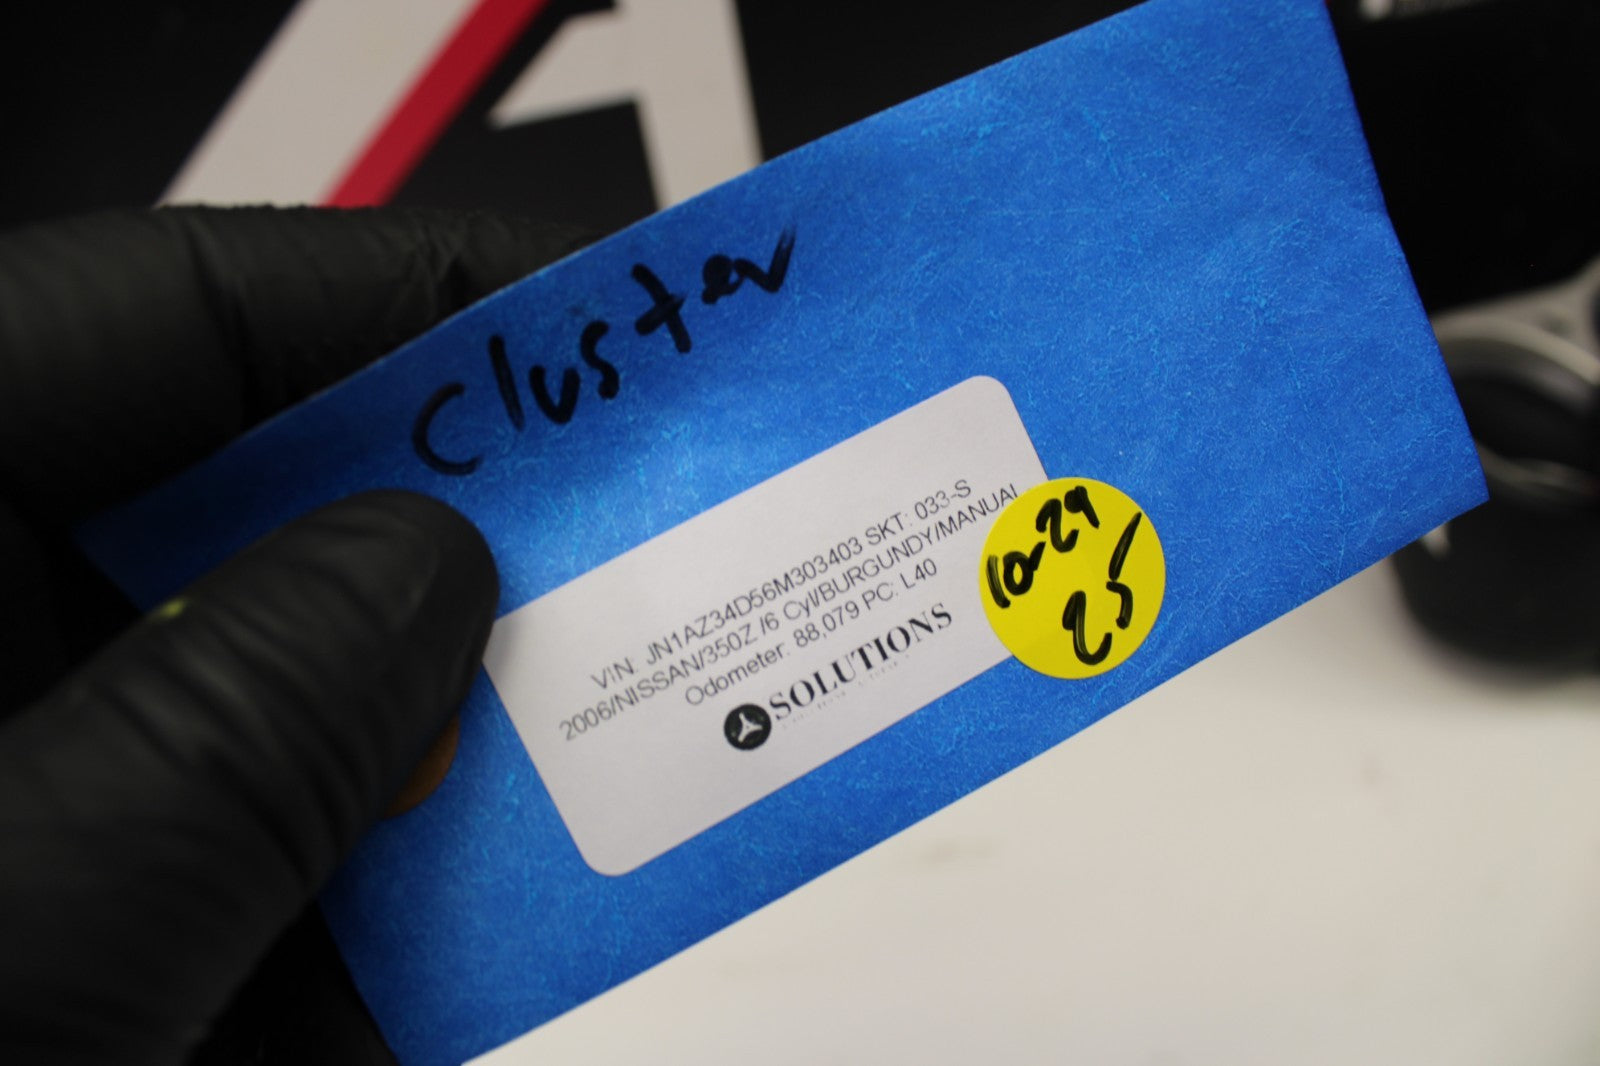 Cluster
VIN: JN1AZ34D56M303403 SKT: 033-S
2006/NISSAN/350Z /6 Cyl/BURGUNDY/MANUAL
Odometer: 88,079 PC: L40
SOLUTIONS
10-29
25